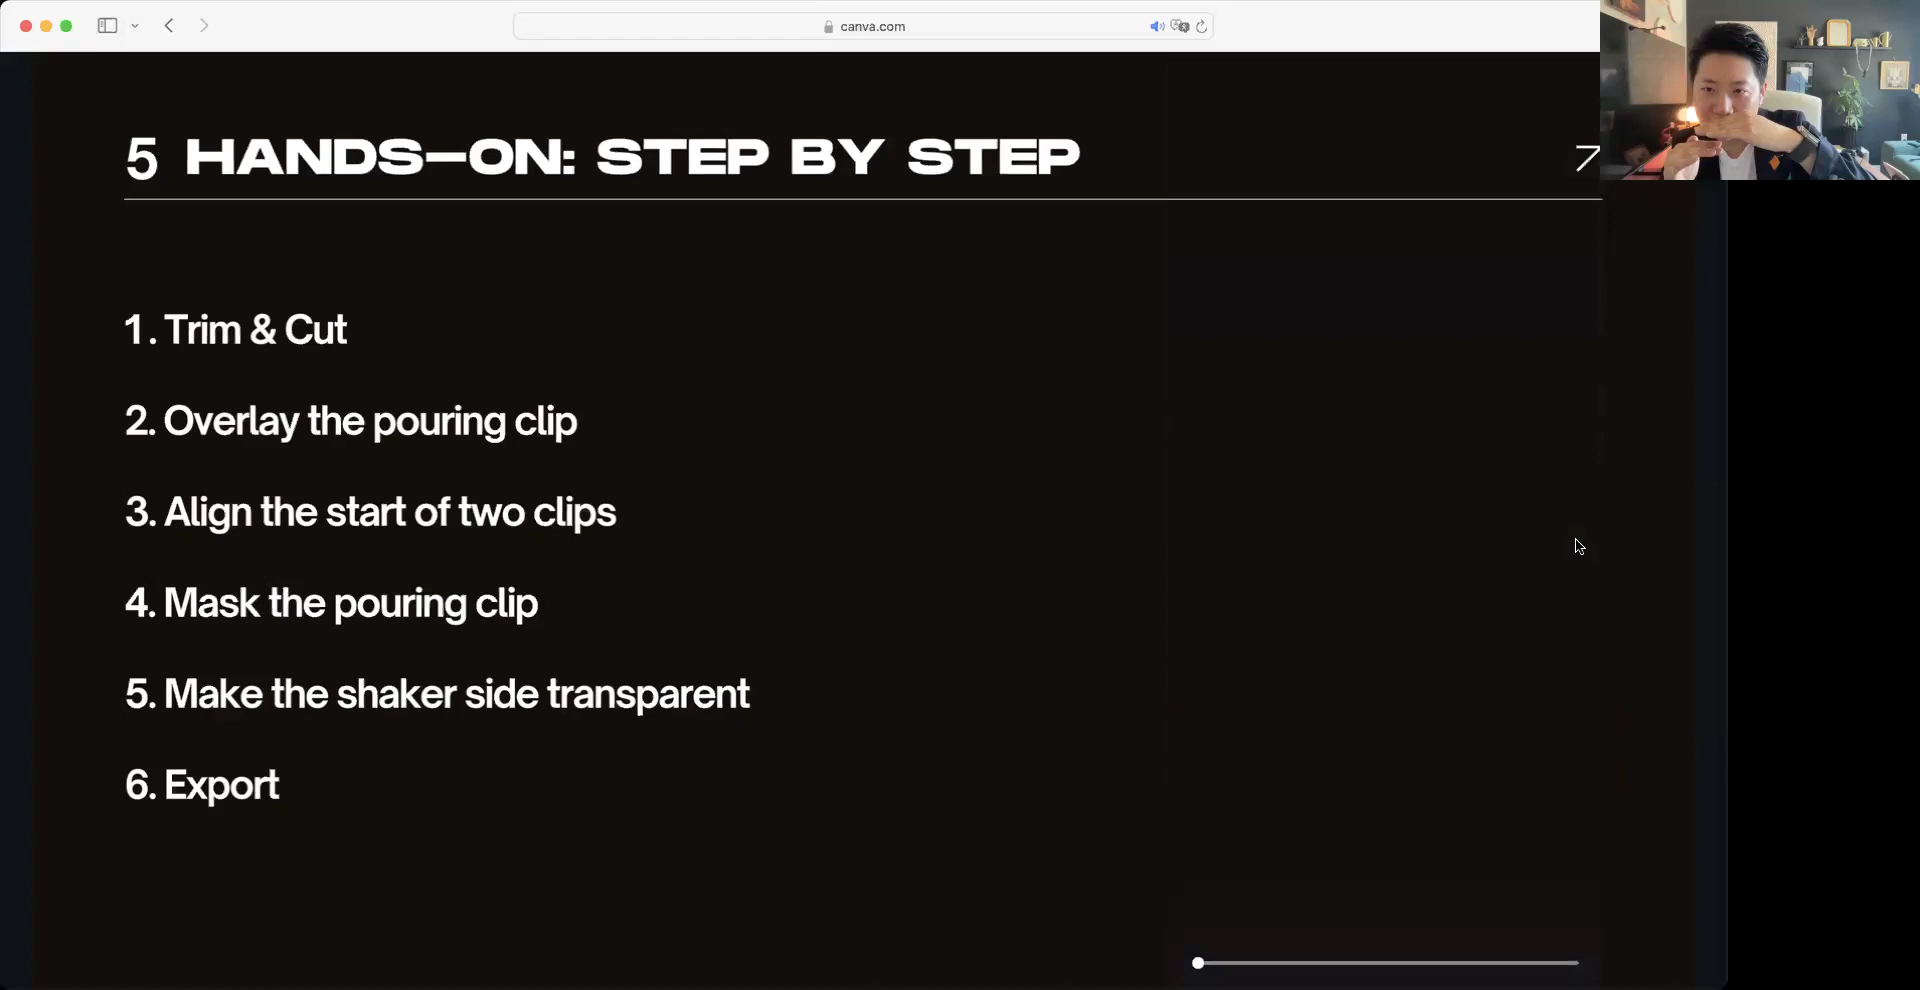 canva.com
5 HANDS-ON: STEP BY STEP
1. Trim & Cut
2. Overlay the pouring clip
3. Align the start of two clips
4. Mask the pouring clip
5. Make the shaker side transparent
6. Export